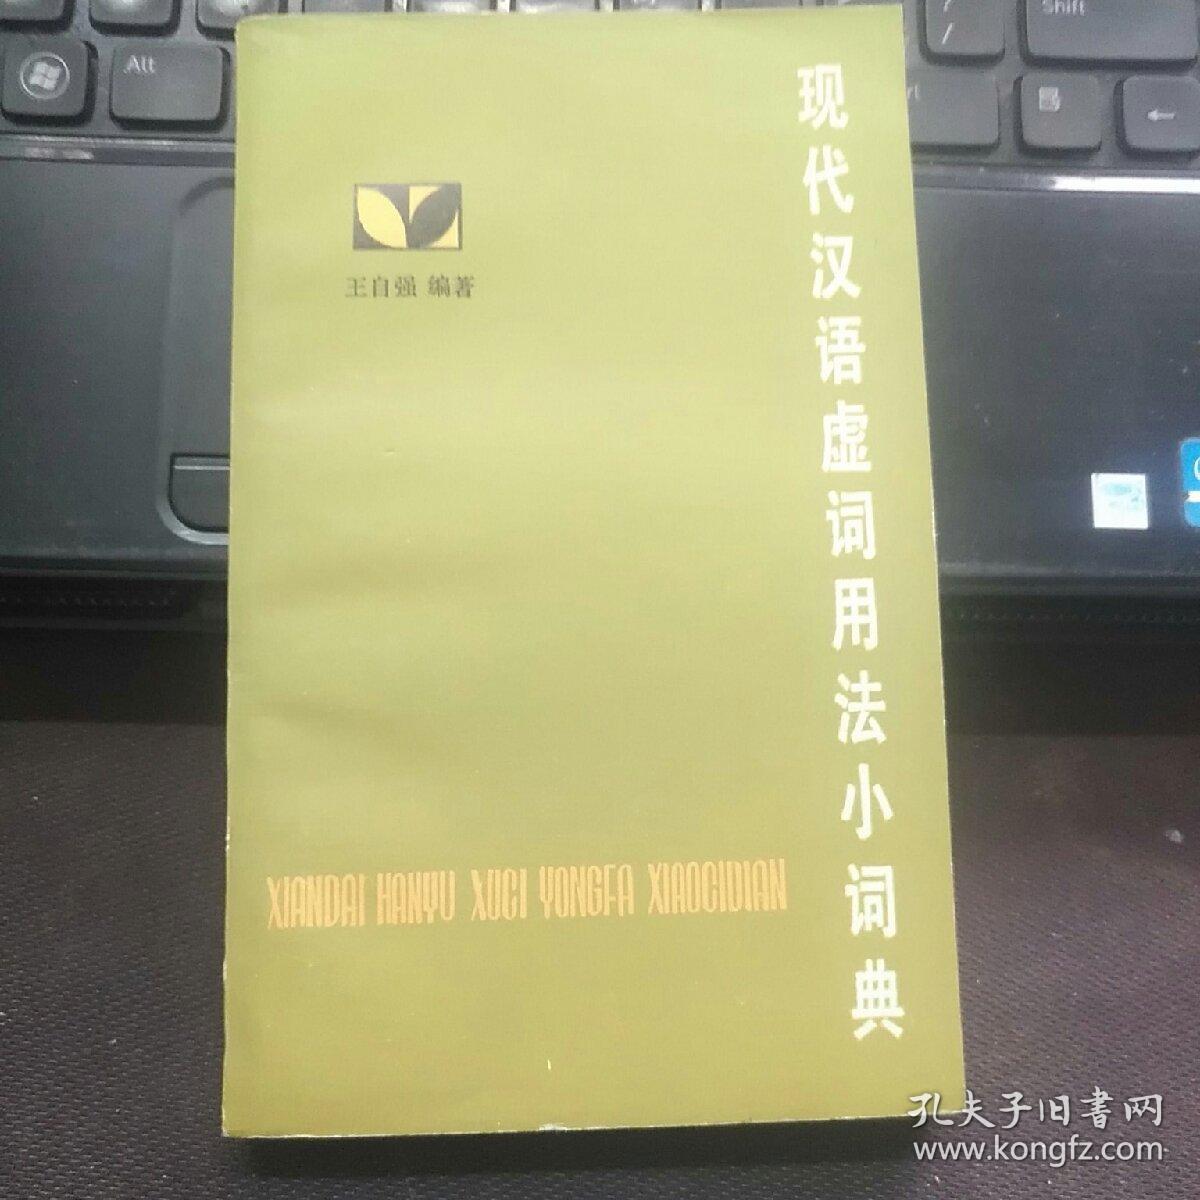 Alt
Shift
现代汉语虚词用法小词典
王自强 编著
XIANDAI HANYU XUCI YONGFA XIAOCIDIAN
孔夫子旧书网
www.kongfz.com